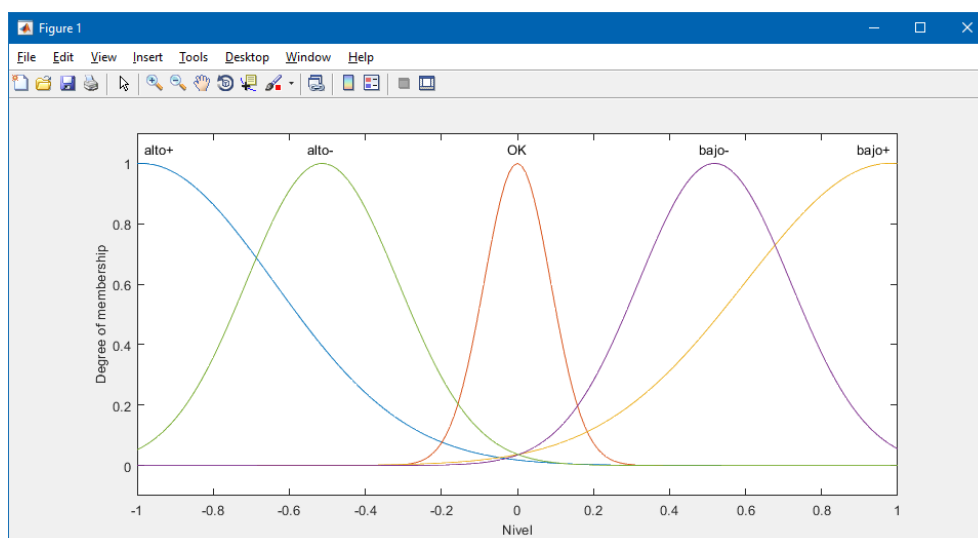 Figure 1
File Edit View Insert Tools Desktop Window Help
alto+ alto- OK bajo- bajo+
1
0.8
0.6
0.4
0.2
0
Degree of membership
-1 -0.8 -0.6 -0.4 -0.2 0 0.2 0.4 0.6 0.8 1
Nivel